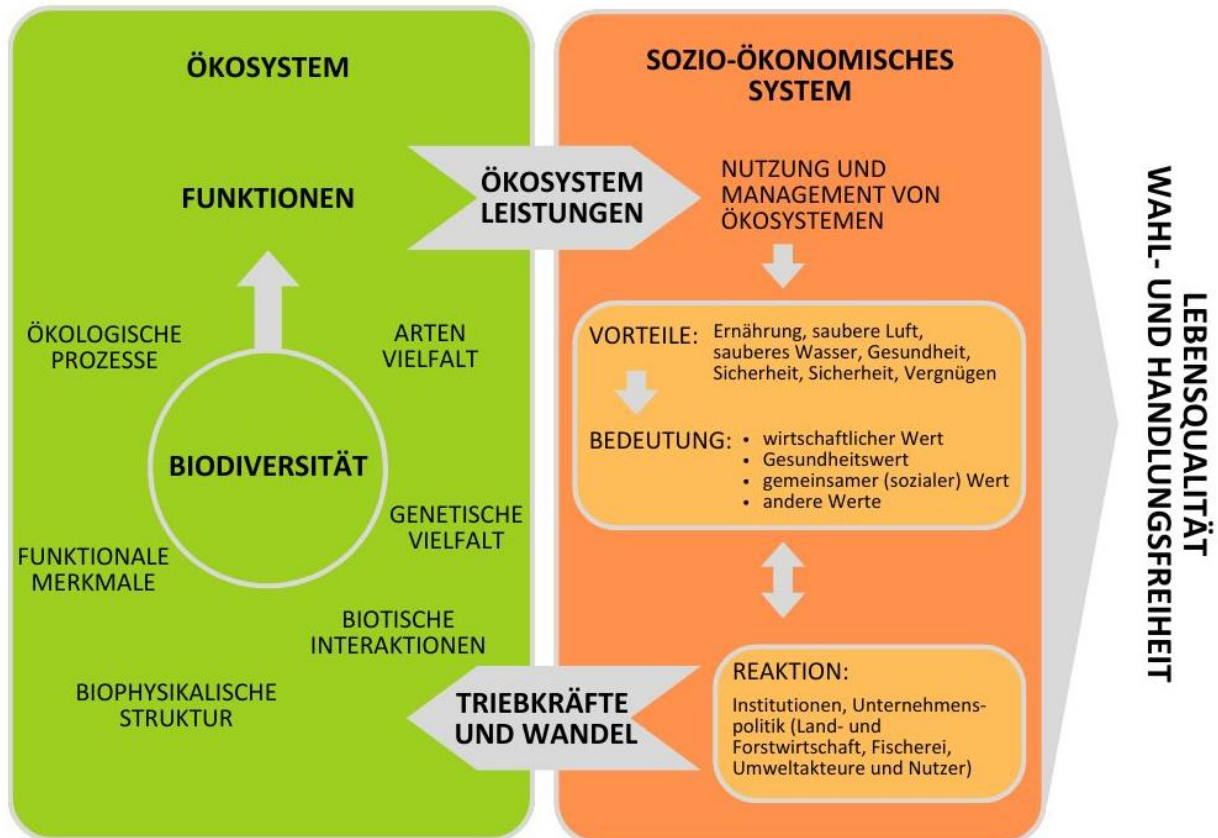 ÖKOSYSTEM
FUNKTIONEN
ÖKOLOGISCHE
PROZESSE
ARTEN
VIELFALT
BIODIVERSITÄT
GENETISCHE
VIELFALT
FUNKTIONALE
MERKMALE
BIOTISCHE
INTERAKTIONEN
BIOPHYSIKALISCHE
STRUKTUR
ÖKOSYSTEM
LEISTUNGEN
SOZIO-ÖKONOMISCHES
SYSTEM
NUTZUNG UND
MANAGEMENT VON
ÖKOSYSTEMEN
VORTEILE: Ernährung, saubere Luft,
sauberes Wasser, Gesundheit,
Sicherheit, Sicherheit, Vergnügen
BEDEUTUNG: • wirtschaftlicher Wert
• Gesundheitswert
• gemeinsamer (sozialer) Wert
• andere Werte
REAKTION:
Institutionen, Unternehmens-
politik (Land- und
Forstwirtschaft, Fischerei,
Umweltakteure und Nutzer)
TRIEBKRÄFTE
UND WANDEL
LEBENSQUALITÄT
WAHL- UND HANDLUNGSFREIHEIT